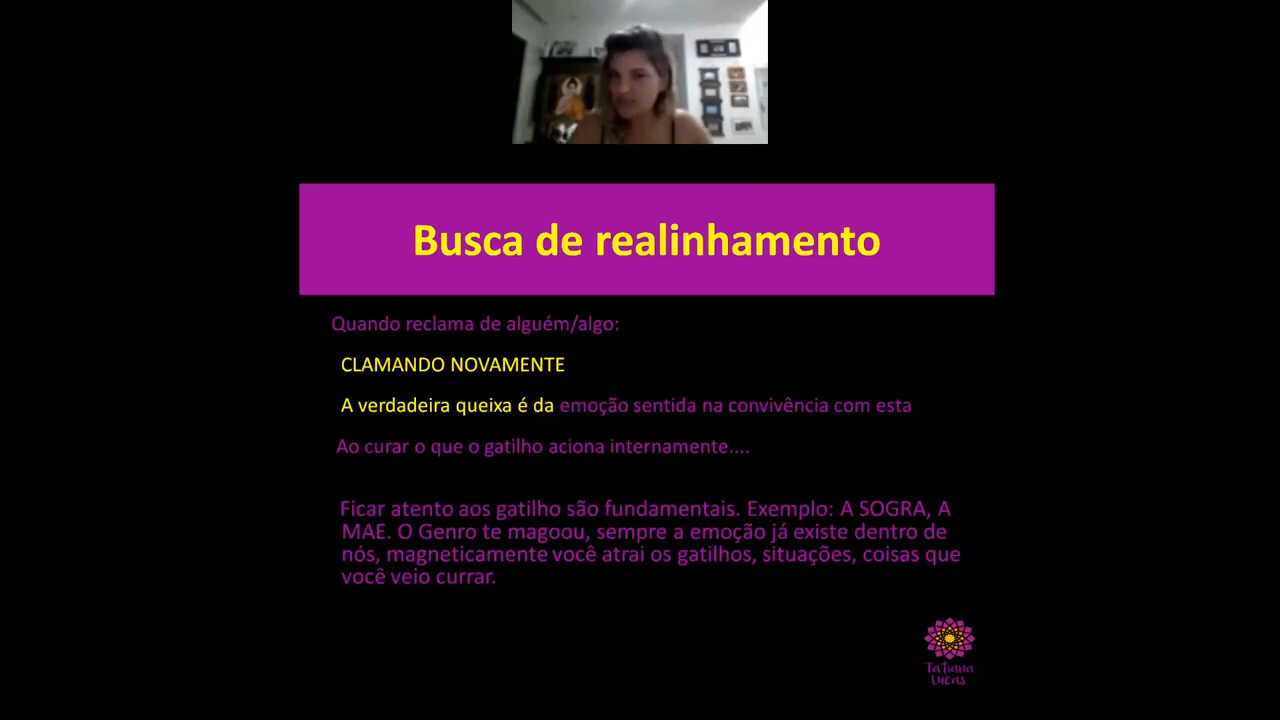 Busca de realinhamento
Quando reclama de alguém/algo:
CLAMANDO NOVAMENTE
A verdadeira queixa é da emoção sentida na convivência com esta
Ao curar o que o gatilho aciona internamente....
Ficar atento aos gatilho são fundamentais. Exemplo: A SOGRA, A
MAE. O Genro te magoou, sempre a emoção já existe dentro de
nós, magneticamente você atrai os gatilhos, situações, coisas que
você veio currar.
Tatiana
Lucas